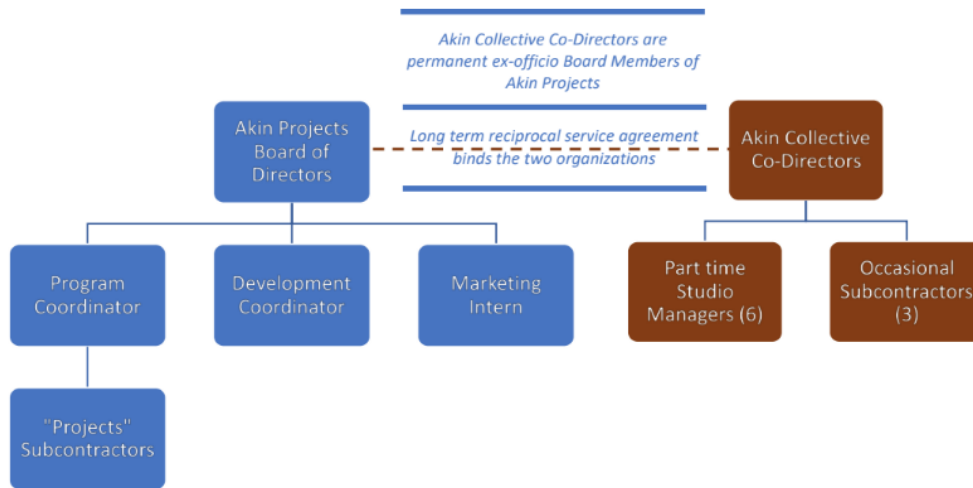 Akin Collective Co-Directors are
permanent ex-officio Board Members of
Akin Projects
Akin Projects
Board of
Directors
Long term reciprocal service agreement
binds the two organizations
Akin Collective
Co-Directors
Program
Coordinator
Development
Coordinator
Marketing
Intern
Part time
Studio
Managers (6)
Occasional
Subcontractors
(3)
"Projects"
Subcontractors